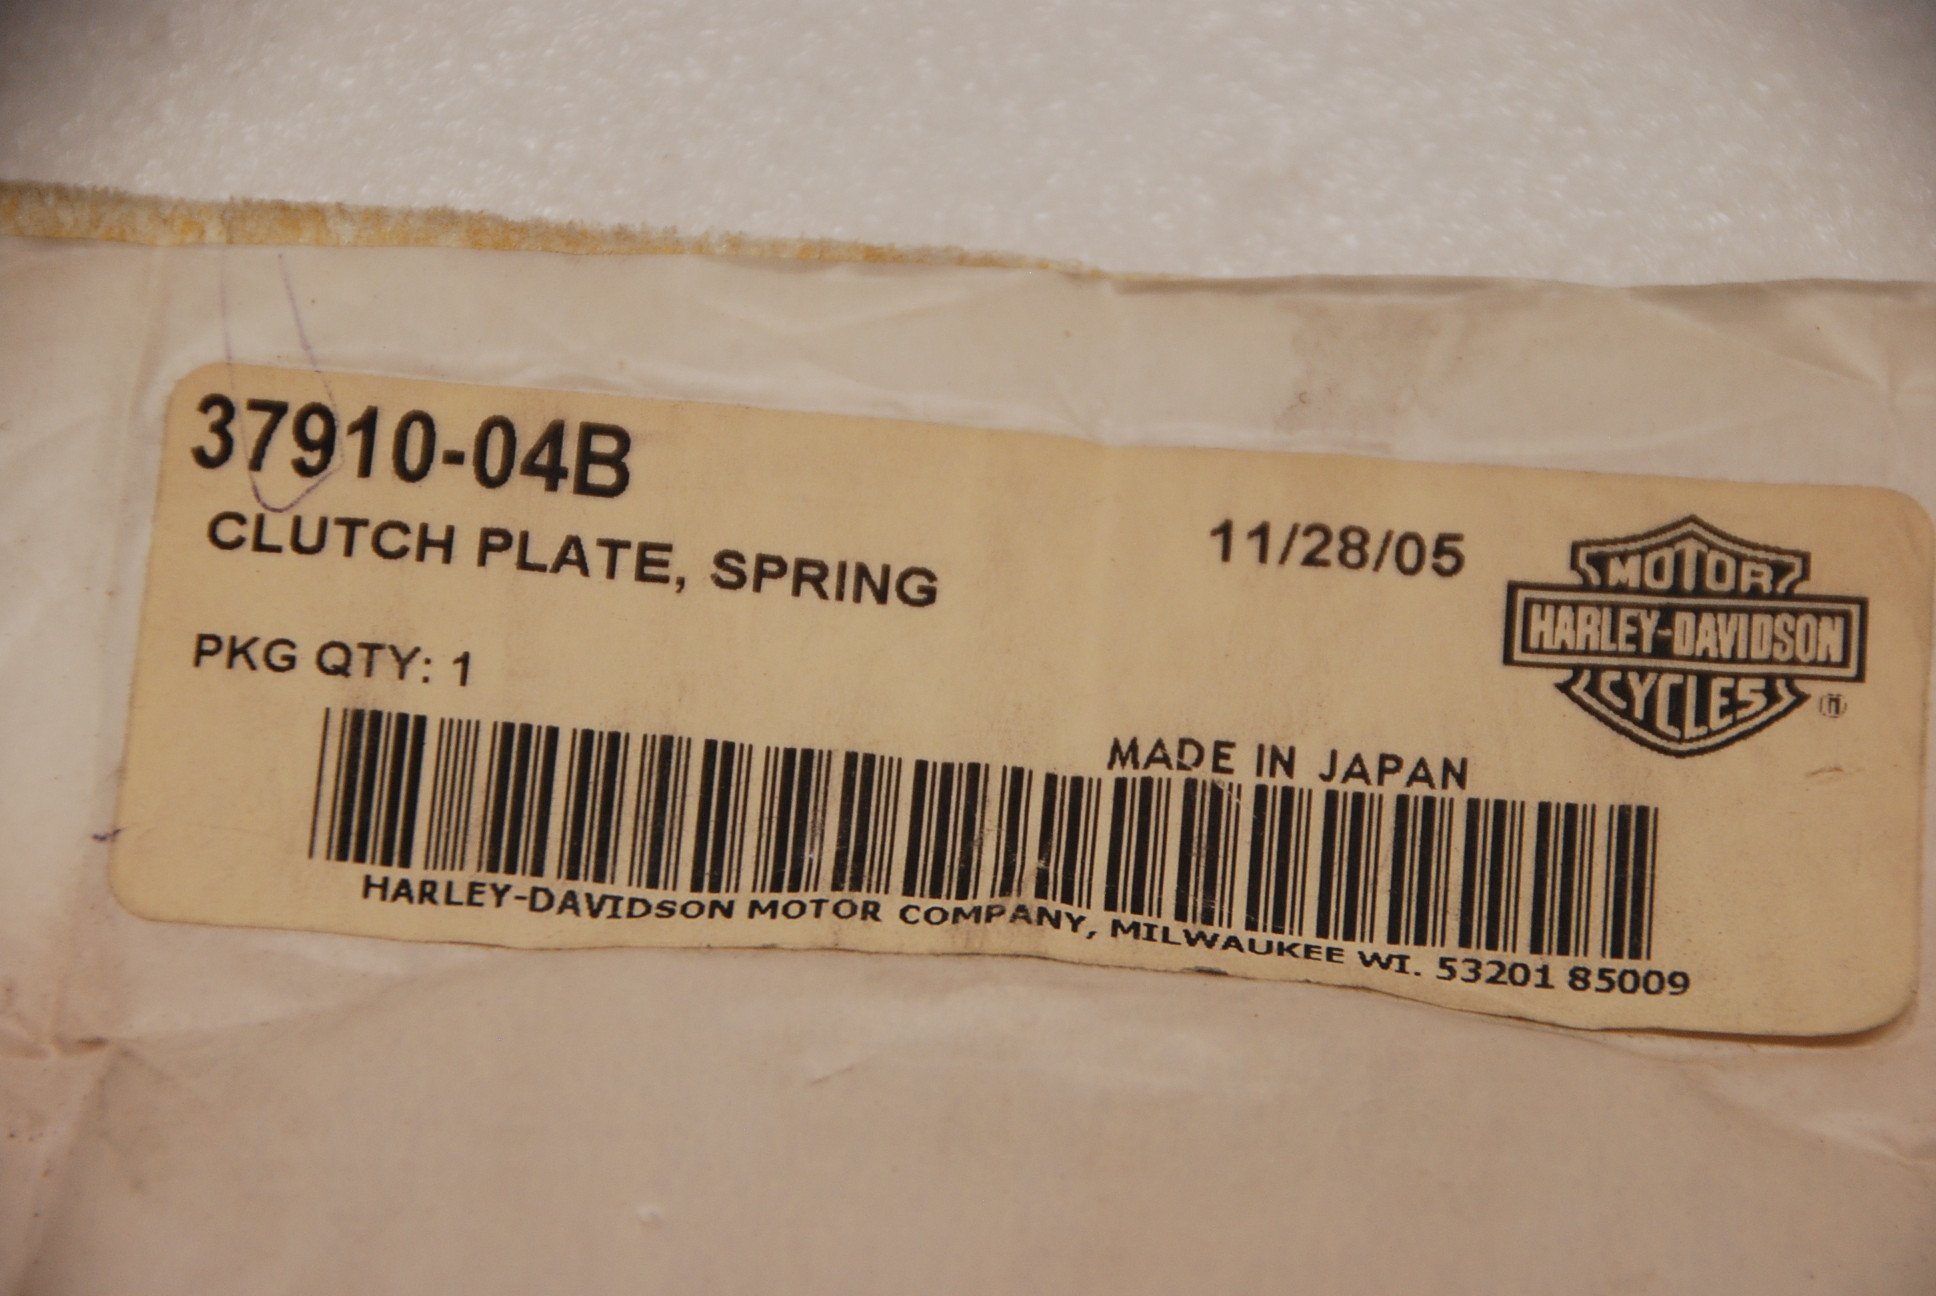 37910-04B
CLUTCH PLATE, SPRING
11/28/05
MOTOR
HARLEY-DAVIDSON
CYCLES
®
PKG QTY: 1
MADE IN JAPAN
HARLEY-DAVIDSON MOTOR COMPANY, MILWAUKEE WI. 53201 85009